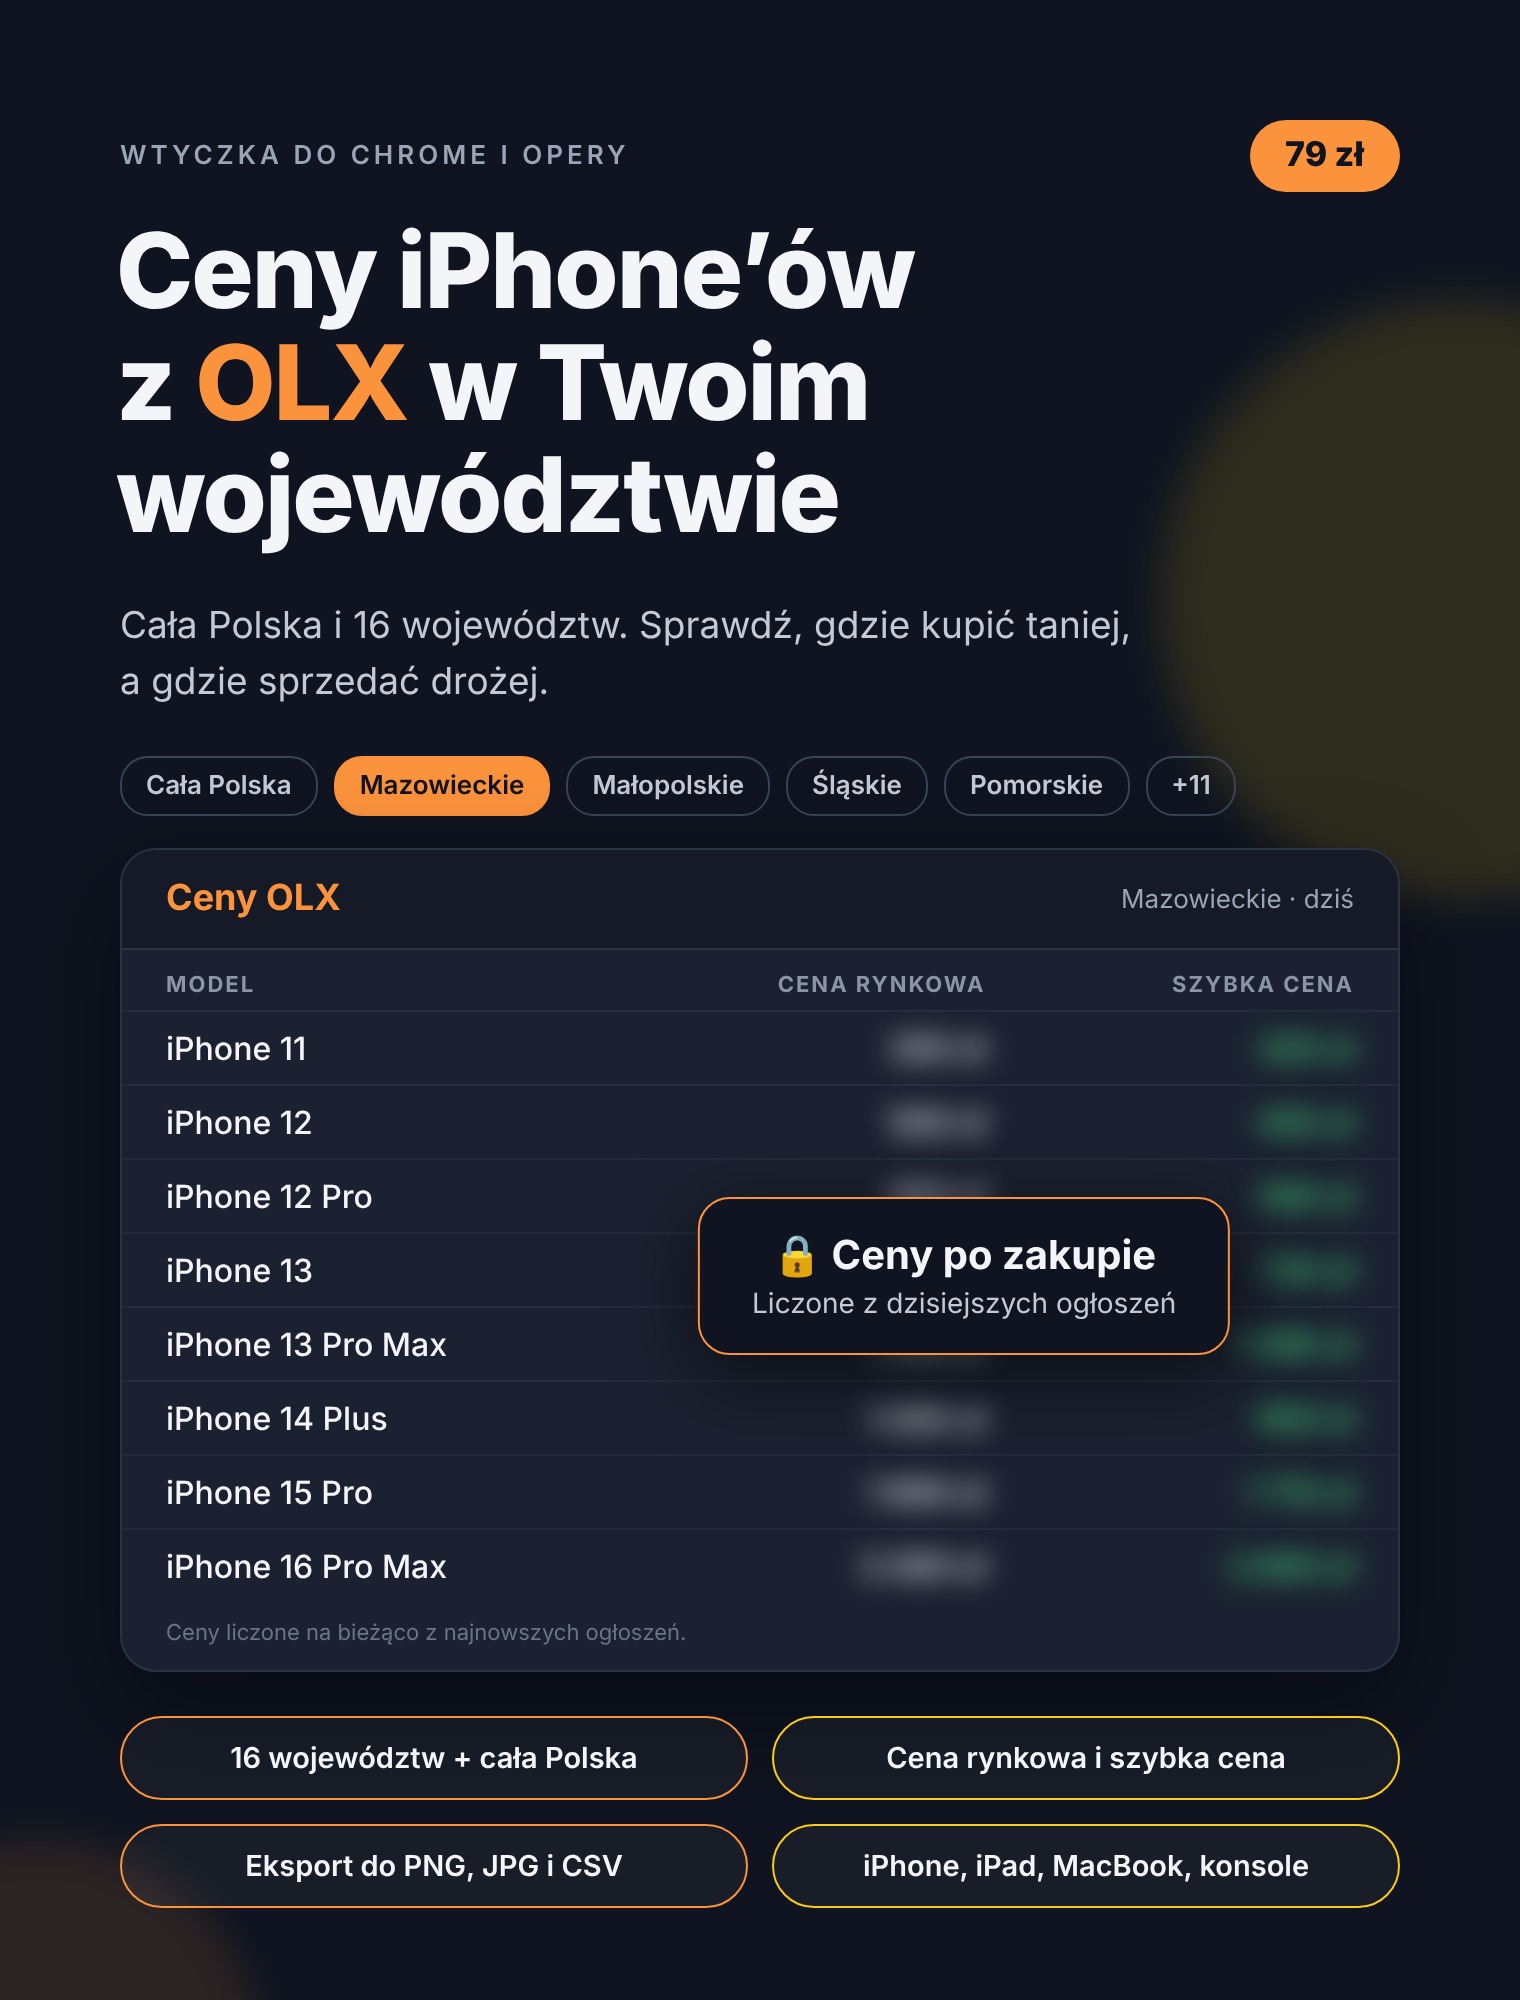 WTYCZKA DO CHROME I OPERY
79 zł
Ceny iPhone’ów
z OLX w Twoim
województwie
Cała Polska i 16 województw. Sprawdź, gdzie kupić taniej,
a gdzie sprzedać drożej.
Cała Polska Mazowieckie Małopolskie Śląskie Pomorskie +11
Ceny OLX Mazowieckie · dziś
MODEL CENA RYNKOWA SZYBKA CENA
iPhone 11
iPhone 12
iPhone 12 Pro
iPhone 13
🔒 Ceny po zakupie
Liczone z dzisiejszych ogłoszeń
iPhone 13 Pro Max
iPhone 14 Plus
iPhone 15 Pro
iPhone 16 Pro Max
Ceny liczone na bieżąco z najnowszych ogłoszeń.
16 województw + cała Polska
Cena rynkowa i szybka cena
Eksport do PNG, JPG i CSV
iPhone, iPad, MacBook, konsole